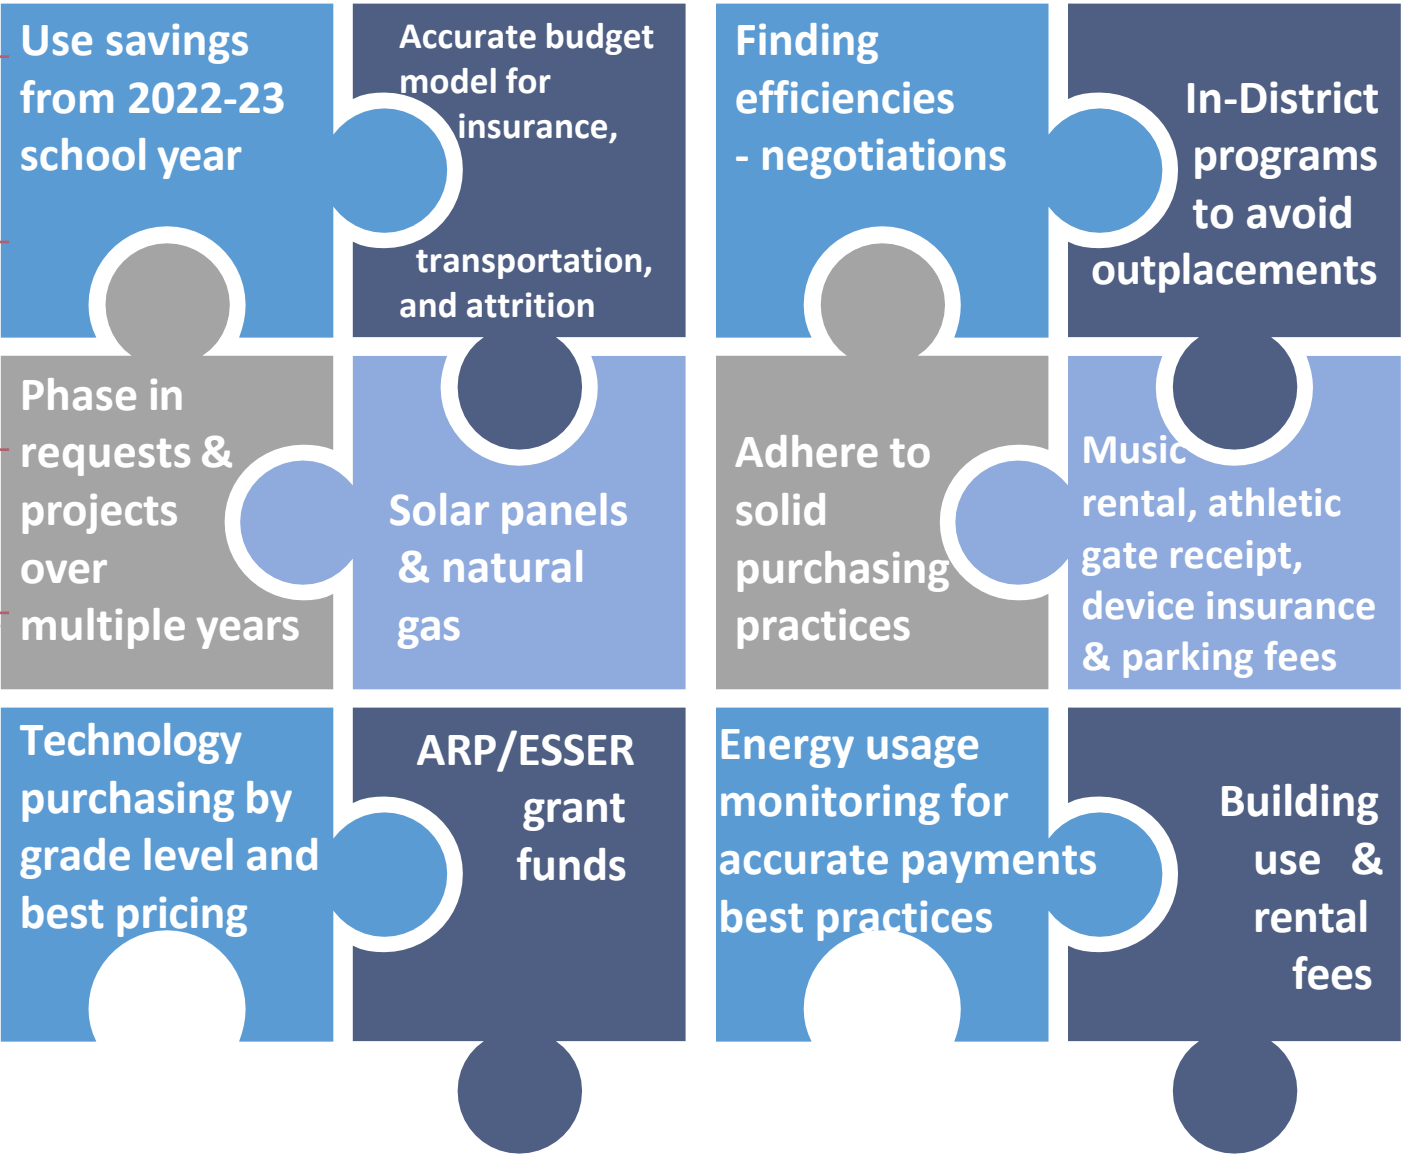 Use savings
from 2022-23
school year
Accurate budget
model for
insurance,
transportation,
and attrition
Finding
efficiencies
- negotiations
In-District
programs
to avoid
outplacements
Phase in
requests &
projects
over
multiple years
Solar panels
& natural
gas
Adhere to
solid
purchasing
practices
Music
rental, athletic
gate receipt,
device insurance
& parking fees
Technology
purchasing by
grade level and
best pricing
ARP/ESSER
grant
funds
Energy usage
monitoring for
accurate payments
best practices
Building
use &
rental
fees